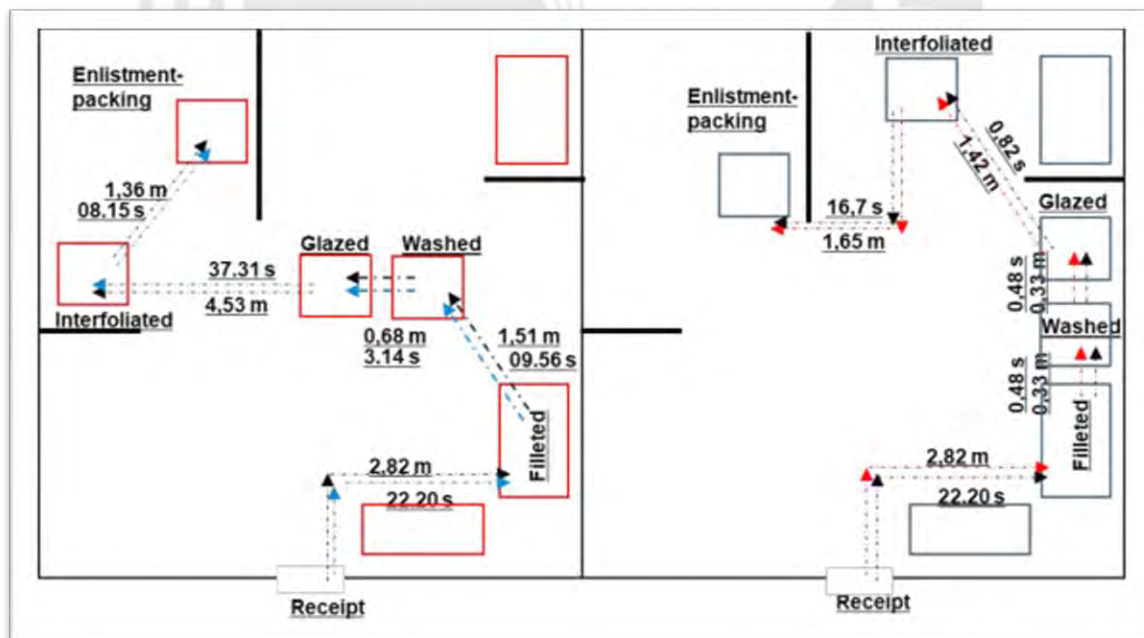 Enlistment-
packing
1,36 m
08.15 s
Glazed
Washed
37.31 s
4,53 m
Interfoliated
0,68 m
3.14 s
1,51 m
09.56 s
Filleted
2,82 m
22.20 s
Receipt
Interfoliated
Enlistment-
packing
0,82 s
1,42 m
16,7 s
1,65 m
Glazed
0,48 s
0,33 m
Washed
0,48 s
0,33 m
Filleted
2,82 m
22.20 s
Receipt